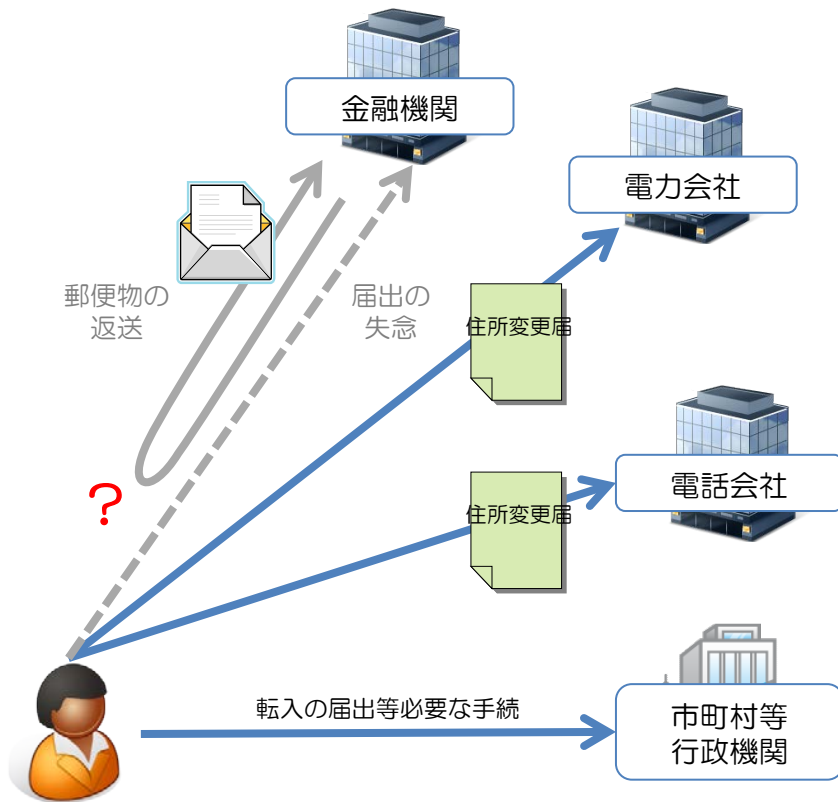 金融機関
電力会社
郵便物の
返送
届出の
失念
住所変更届
電話会社
?
住所変更届
転入の届出等必要な手続
市町村等
行政機関